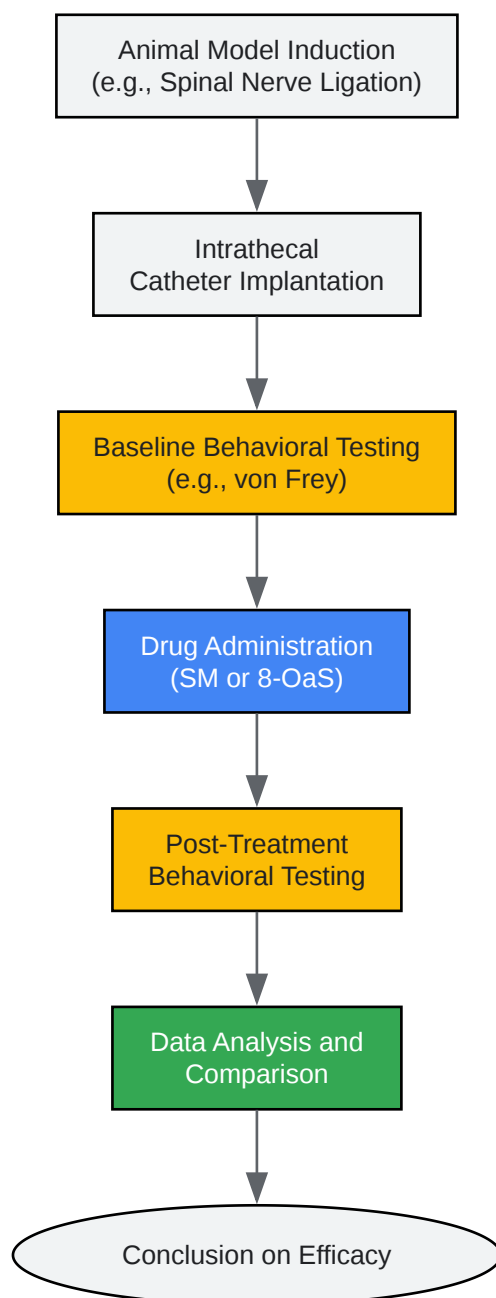 Animal Model Induction
(e.g., Spinal Nerve Ligation)
Intrathecal
Catheter Implantation
Baseline Behavioral Testing
(e.g., von Frey)
Drug Administration
(SM or 8-OaS)
Post-Treatment
Behavioral Testing
Data Analysis and
Comparison
Conclusion on Efficacy